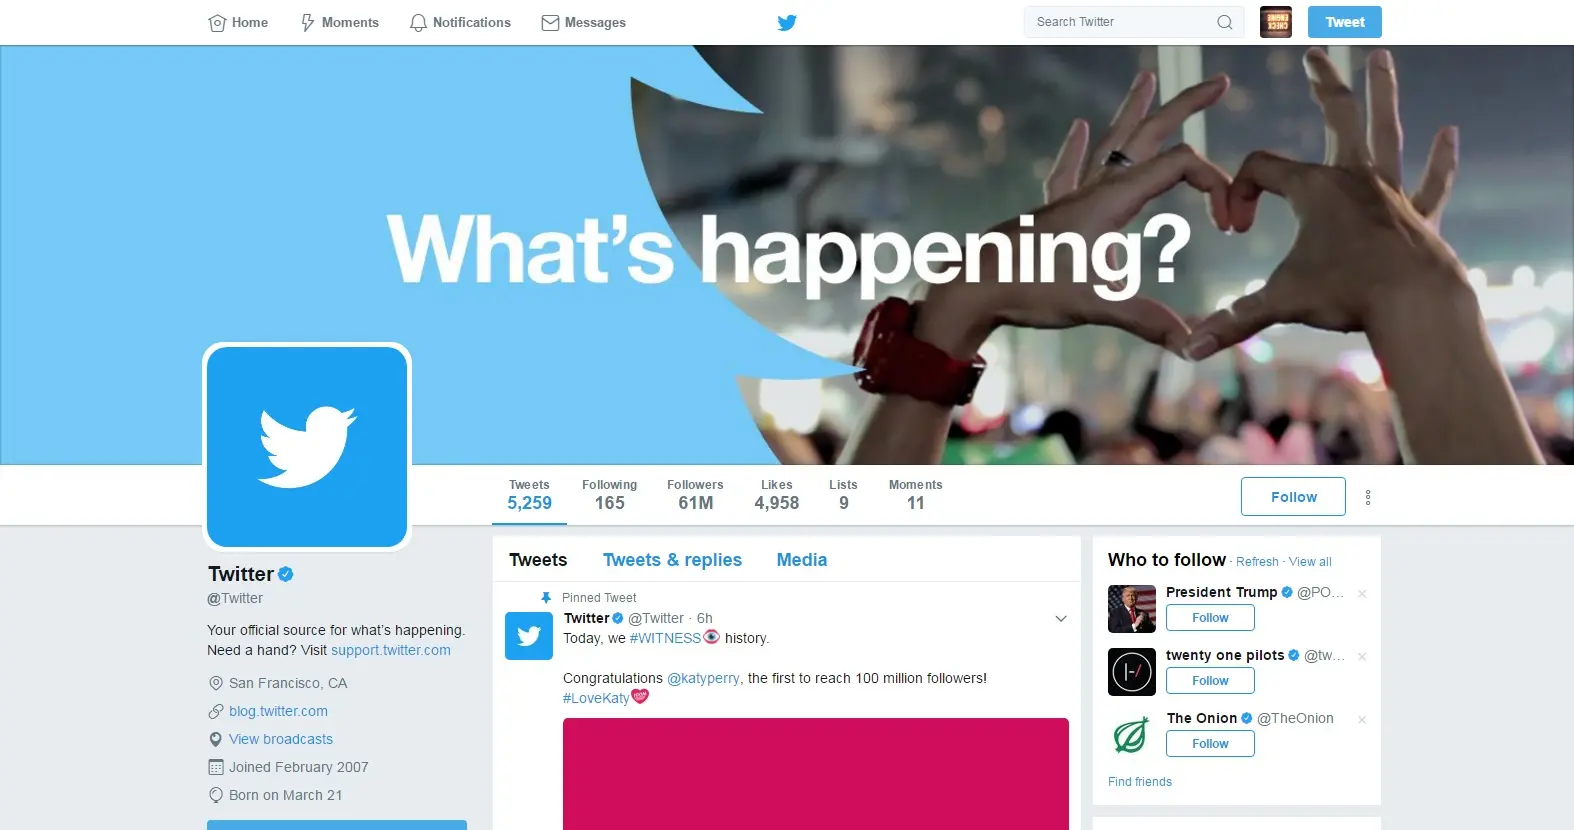 Home Moments Notifications Messages Search Twitter Tweet
What's happening?
Tweets Following Followers Likes Lists Moments
5,259 165 61M 4,958 9 11
Follow
Twitter
@Twitter
Your official source for what's happening.
Need a hand? Visit support.twitter.com
San Francisco, CA
blog.twitter.com
View broadcasts
Joined February 2007
Born on March 21
Tweets Tweets & replies Media
Pinned Tweet
Twitter @Twitter · 6h
Today, we #WITNESS history.
Congratulations @katyperry, the first to reach 100 million followers!
#LoveKaty
Who to follow · Refresh · View all
President Trump @PO...
Follow
twenty one pilots @tw...
Follow
The Onion @TheOnion
Follow
Find friends